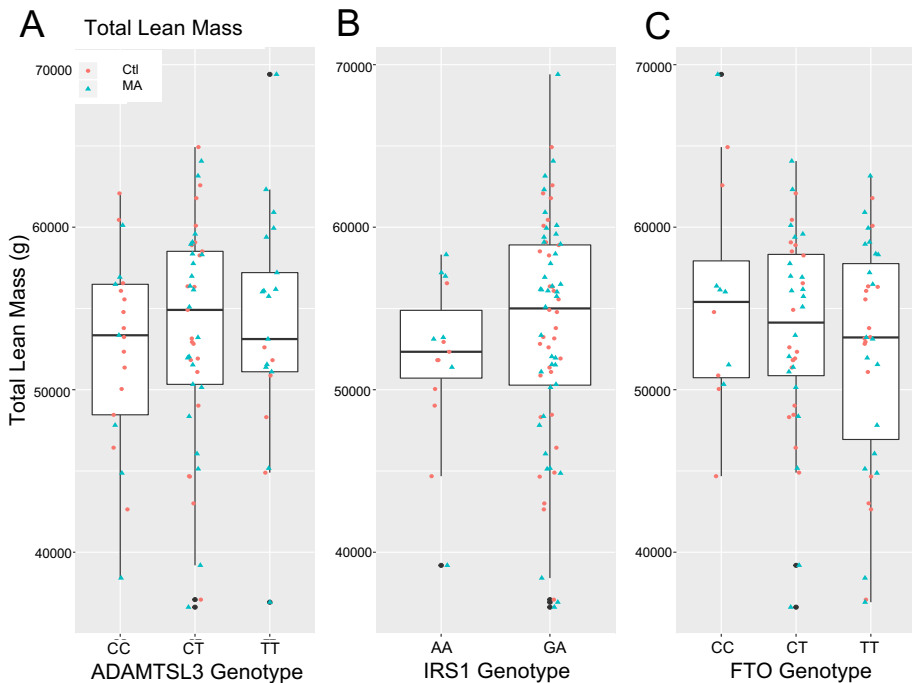 A Total Lean Mass
Ctl
MA
Total Lean Mass (g)
70000
60000
50000
40000
CC CT TT
ADAMTSL3 Genotype
B
70000
60000
50000
40000
AA GA
IRS1 Genotype
C
70000
60000
50000
40000
CC CT TT
FTO Genotype